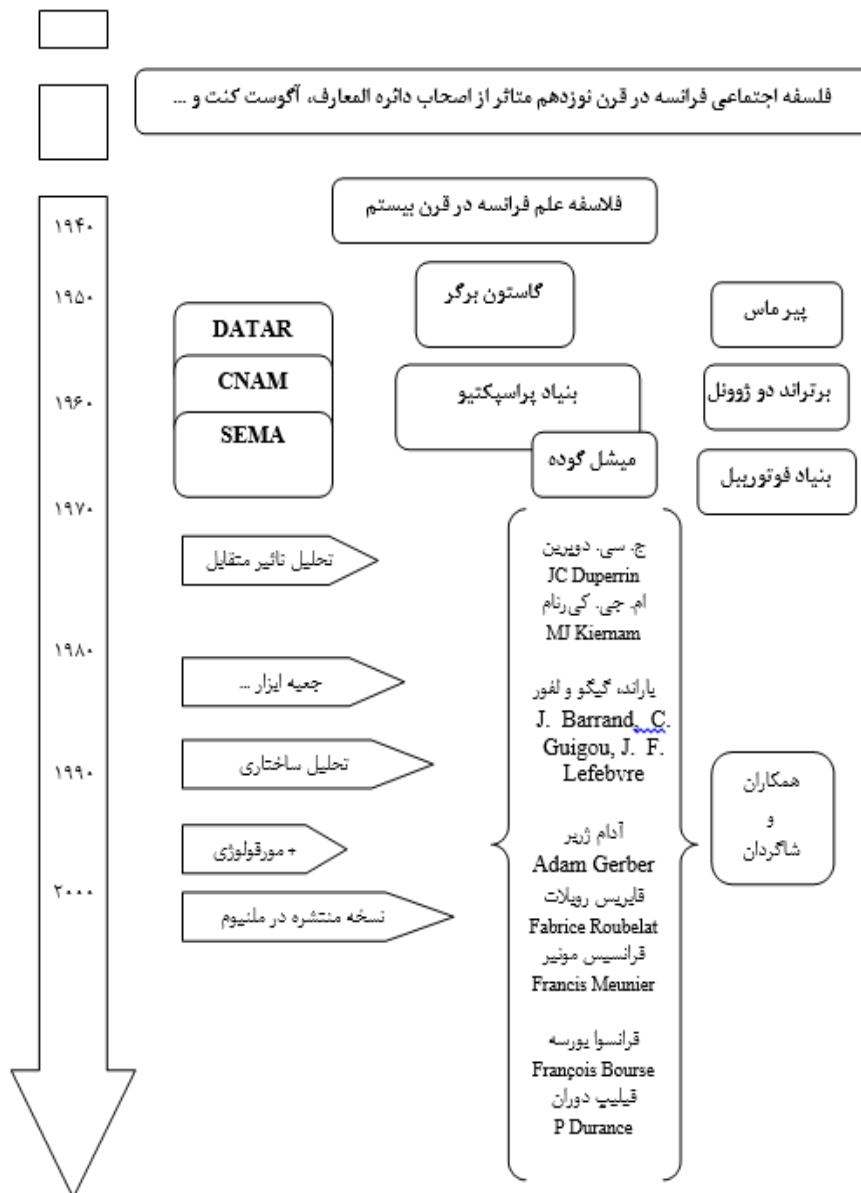 فلسفه اجتماعی فرانسه در قرن نوزدهم متاثر از اصحاب دائره المعارف، آگوست کنت و ...
فلاسفه علم فرانسه در قرن بیستم
۱۹۴۰
گاستون برگر
۱۹۵۰
پیر ماس
DATAR
CNAM
SEMA
بنیاد پراسپکتیو
برتراند دو ژوونل
۱۹۶۰
میشل گوده
بنیاد فوتوریبل
۱۹۷۰
تحلیل تاثیر متقابل
ج. سی. دوپرین
JC Duperrin
ام. جی. کی‌رنام
MJ Kiernam
۱۹۸۰
جعبه ابزار ...
باراند، گیگو و لفور
J. Barrand, C.
Guigou, J. F.
Lefebvre
تحلیل ساختاری
۱۹۹۰
همکاران
و
شاگردان
+ مورفولوژی
آدام ژربر
Adam Gerber
۲۰۰۰
نسخه منتشره در ملنیوم
فابریس روبلات
Fabrice Roubelat
فرانسیس مونیر
Francis Meunier
فرانسوا بورسه
François Bourse
فیلیپ دوران
P Durance